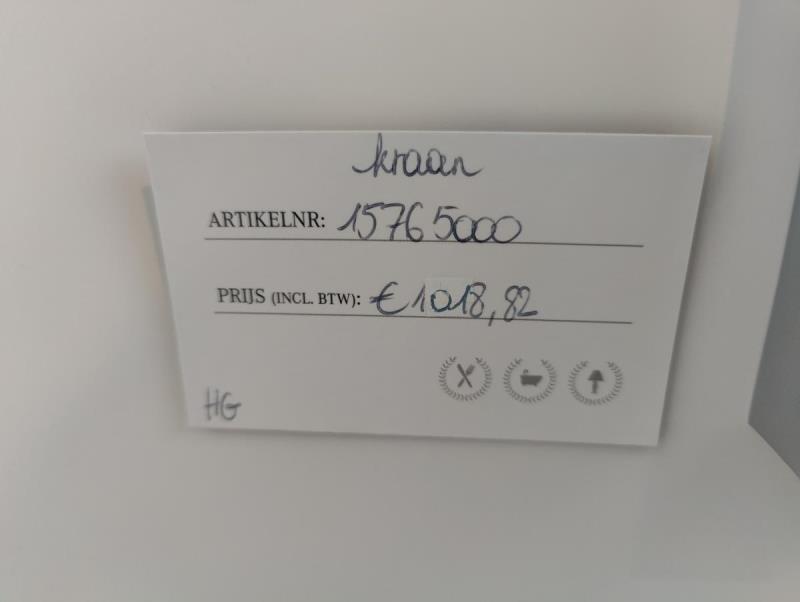 kraan
ARTIKELNR: 15765000
PRIJS (INCL. BTW): €1018,82
HG